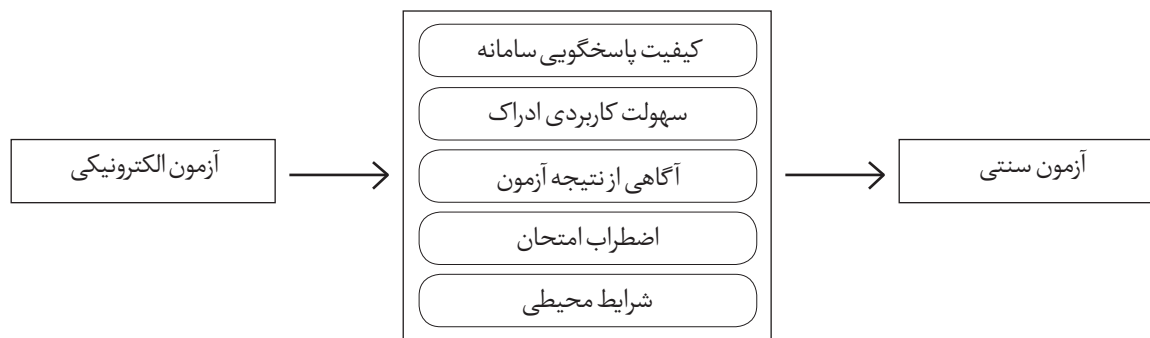 کیفیت پاسخگویی سامانه
سهولت کاربردی ادراک
آزمون الکترونیکی
آگاهی از نتیجه آزمون
آزمون سنتی
اضطراب امتحان
شرایط محیطی